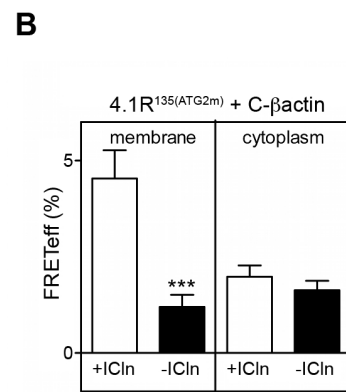 B
4.1R135(ATG2m) + C-βactin
membrane cytoplasm
5
***
FRETeff (%)
0
+ICln -ICln +ICln -ICln